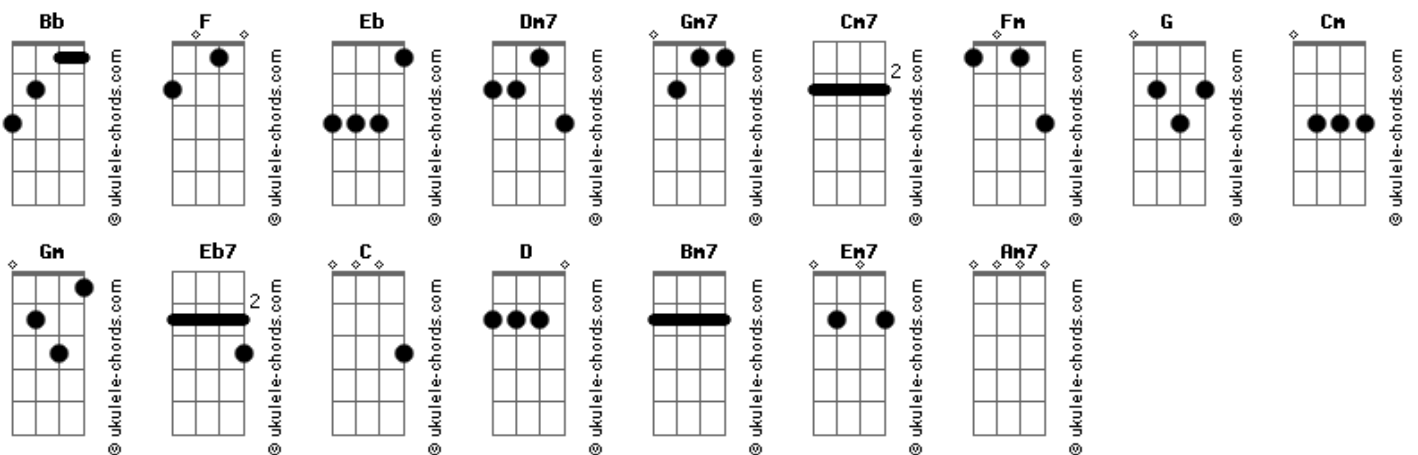 Bb F Eb Dm7 Gm7 Cm7 Fm G Cm
2
© ukulele-chords.com © ukulele-chords.com © ukulele-chords.com © ukulele-chords.com © ukulele-chords.com © ukulele-chords.com © ukulele-chords.com © ukulele-chords.com © ukulele-chords.com
Gm Eb7 C D Bm7 Em7 Am7
2
© ukulele-chords.com © ukulele-chords.com © ukulele-chords.com © ukulele-chords.com © ukulele-chords.com © ukulele-chords.com © ukulele-chords.com